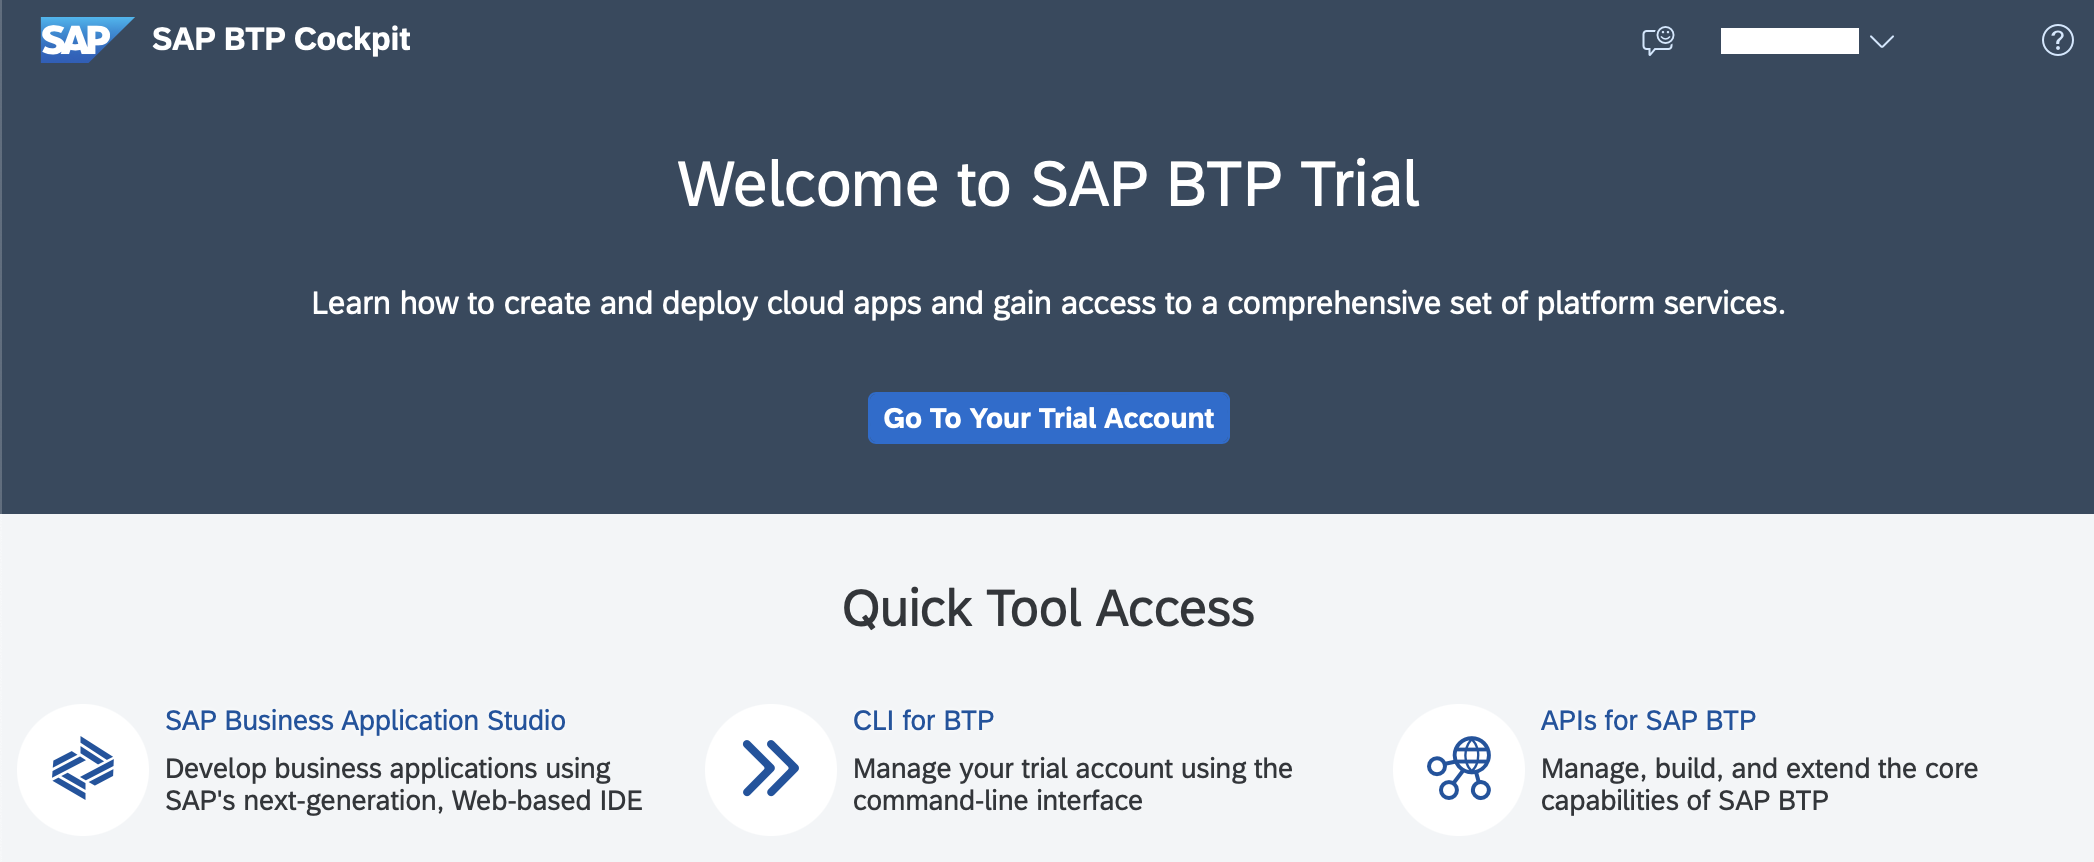 SAP SAP BTP Cockpit
Welcome to SAP BTP Trial
Learn how to create and deploy cloud apps and gain access to a comprehensive set of platform services.
Go To Your Trial Account
Quick Tool Access
SAP Business Application Studio
Develop business applications using
SAP's next-generation, Web-based IDE
CLI for BTP
Manage your trial account using the
command-line interface
APIs for SAP BTP
Manage, build, and extend the core
capabilities of SAP BTP